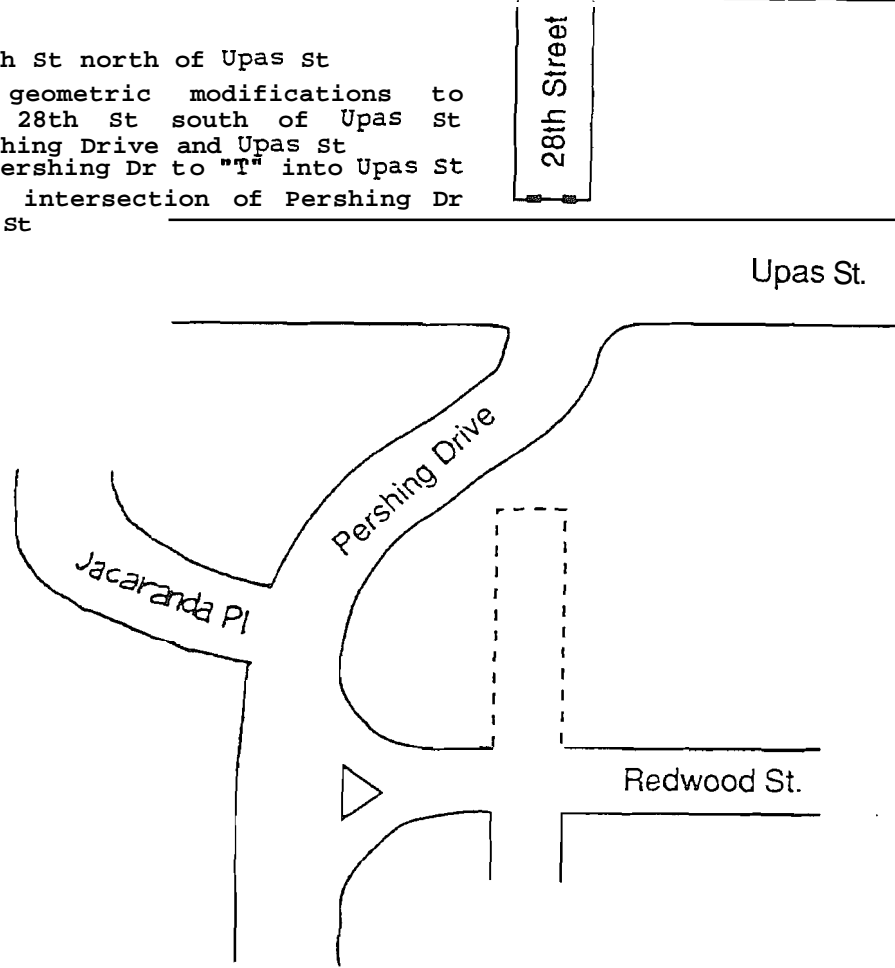 h St north of Upas St
geometric modifications to
28th St south of Upas St
hing Drive and Upas St
ershing Dr to "T" into Upas St
intersection of Pershing Dr
St
28th Street
Upas St.
Pershing Drive
Jacaranda Pl
Redwood St.